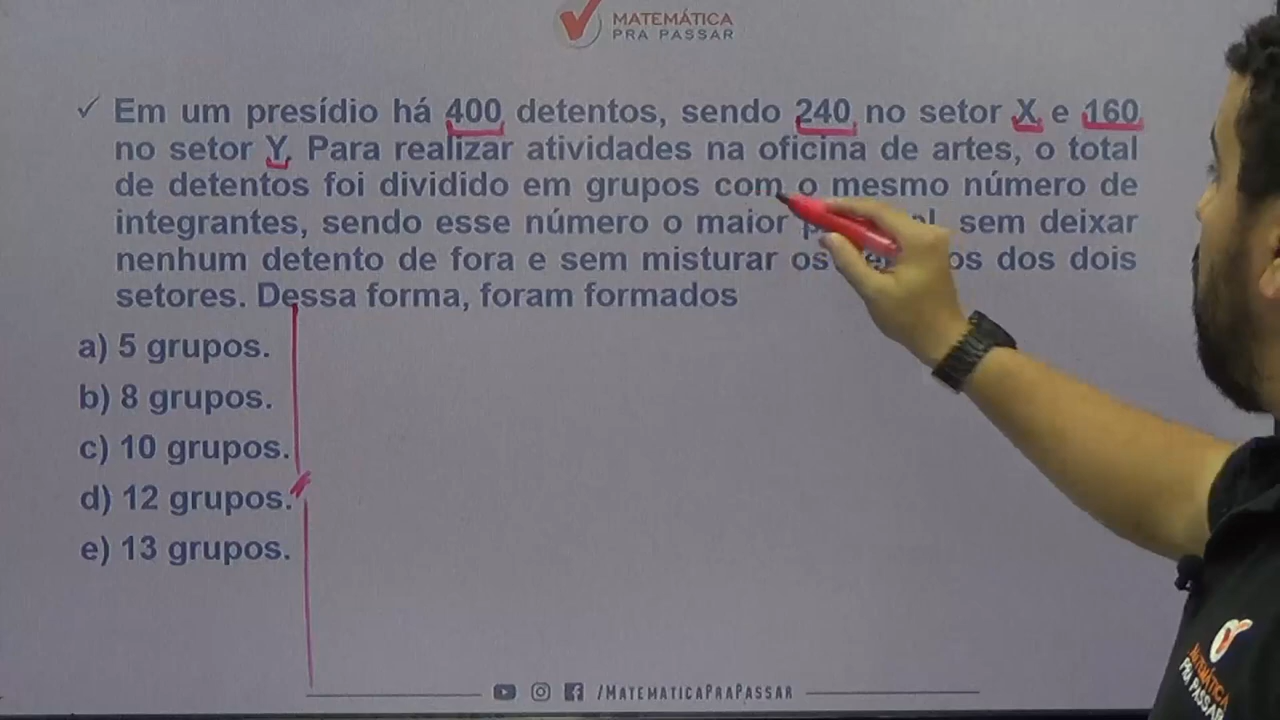 MATEMÁTICA
PRA PASSAR
Em um presídio há 400 detentos, sendo 240 no setor X e 160
no setor Y. Para realizar atividades na oficina de artes, o total
de detentos foi dividido em grupos com o mesmo número de
integrantes, sendo esse número o maior sem deixar
nenhum detento de fora e sem misturar os dos dois
setores. Dessa forma, foram formados
a) 5 grupos.
b) 8 grupos.
c) 10 grupos.
d) 12 grupos.
e) 13 grupos.
/MATEMATICAPRAPASSAR
MATEMÁTICA
PRA PASSAR